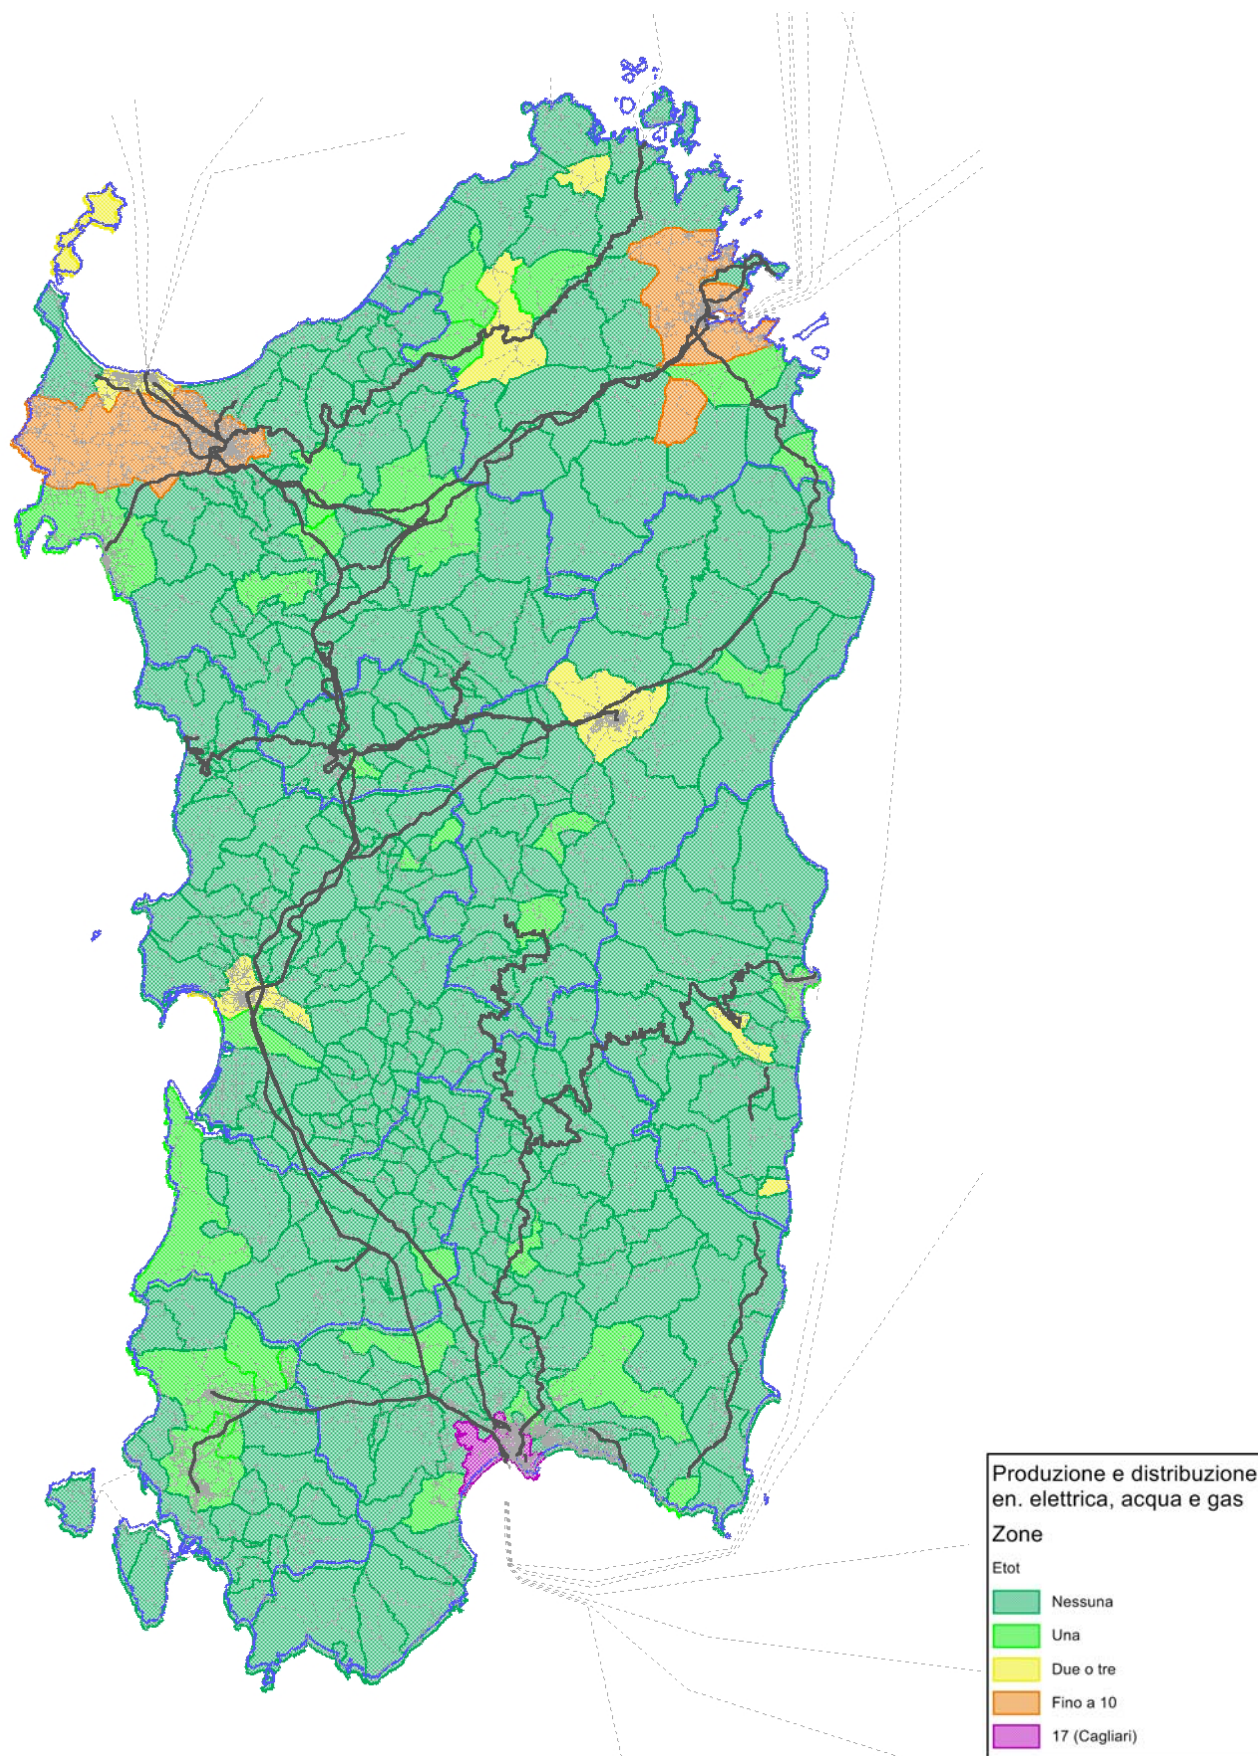 Produzione e distribuzione
en. elettrica, acqua e gas
Zone
Etot
Nessuna
Una
Due o tre
Fino a 10
17 (Cagliari)